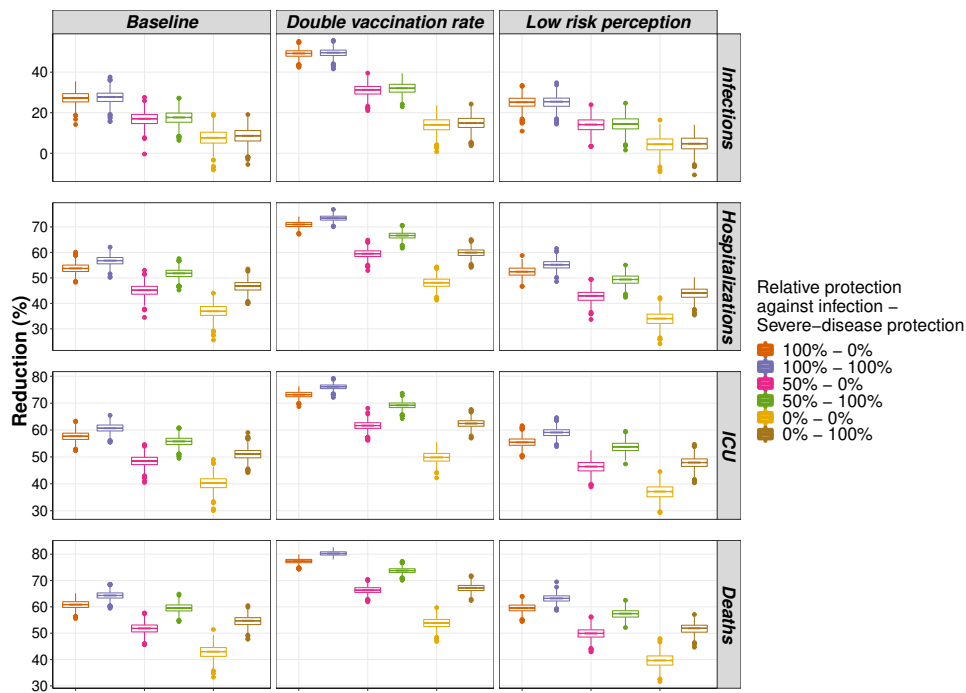 Baseline
Double vaccination rate
Low risk perception
Reduction (%)
40
20
0
Infections
70
60
50
40
30
Hospitalizations
80
70
60
50
40
30
ICU
80
70
60
50
40
30
Deaths
Relative protection
against infection −
Severe−disease protection
100% − 0%
100% − 100%
50% − 0%
50% − 100%
0% − 0%
0% − 100%